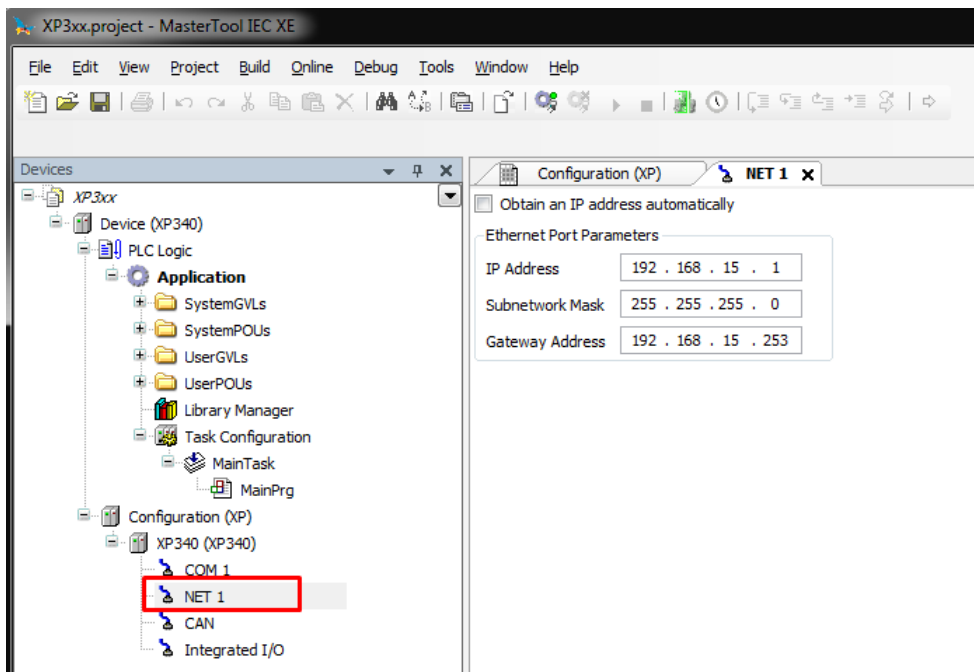 XP3xx.project - MasterTool IEC XE
File Edit View Project Build Online Debug Tools Window Help
Devices
Configuration (XP) NET 1
XP3xx
Obtain an IP address automatically
Device (XP340)
Ethernet Port Parameters
PLC Logic
IP Address 192 . 168 . 15 . 1
Application
SystemGVLs
Subnetwork Mask 255 . 255 . 255 . 0
SystemPOUs
Gateway Address 192 . 168 . 15 . 253
UserGVLs
UserPOUs
Library Manager
Task Configuration
MainTask
MainPrg
Configuration (XP)
XP340 (XP340)
COM 1
NET 1
CAN
Integrated I/O